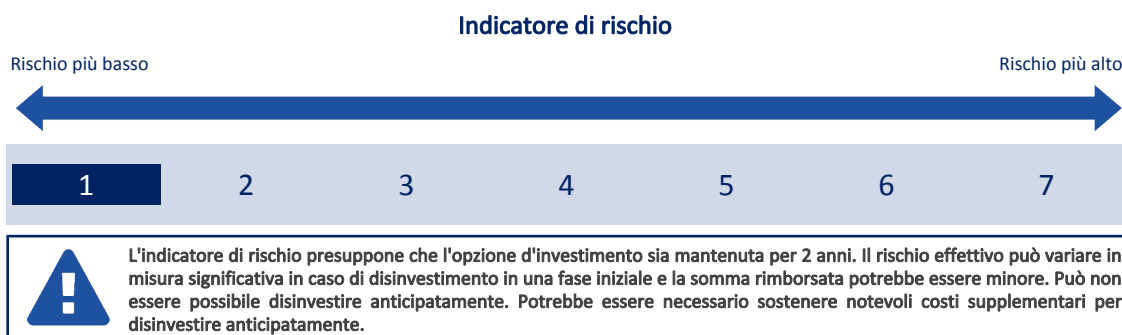 Indicatore di rischio
Rischio più basso
Rischio più alto
1 2 3 4 5 6 7
L'indicatore di rischio presuppone che l'opzione d'investimento sia mantenuta per 2 anni. Il rischio effettivo può variare in
misura significativa in caso di disinvestimento in una fase iniziale e la somma rimborsata potrebbe essere minore. Può non
essere possibile disinvestire anticipatamente. Potrebbe essere necessario sostenere notevoli costi supplementari per
disinvestire anticipatamente.